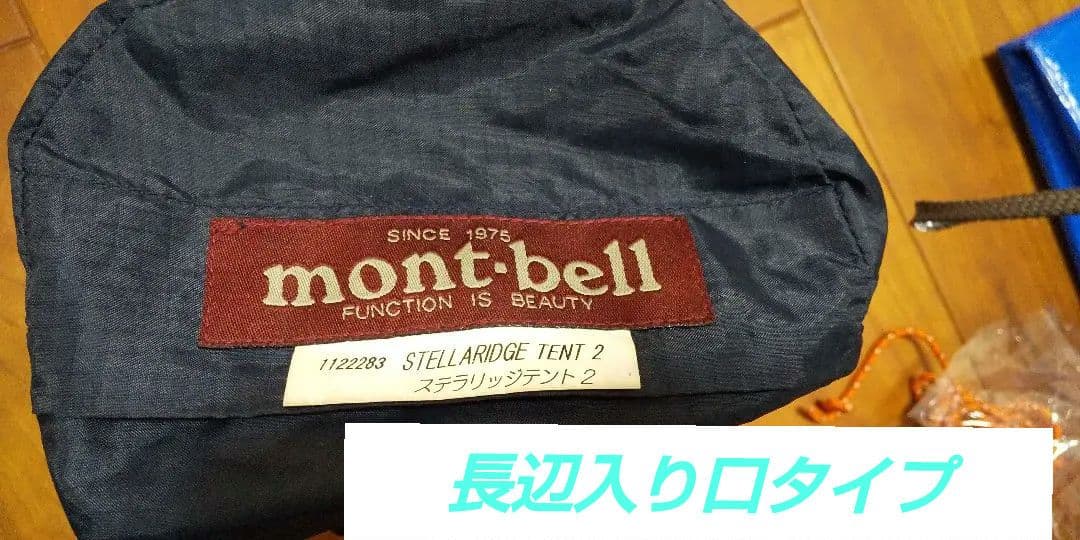 SINCE 1975
mont·bell
FUNCTION IS BEAUTY
1122283 STELLARIDGE TENT 2
ステラリッジテント2
長辺入り口タイプ